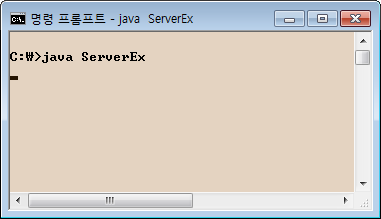 명령 프롬프트 - java  ServerEx
C:\>java ServerEx